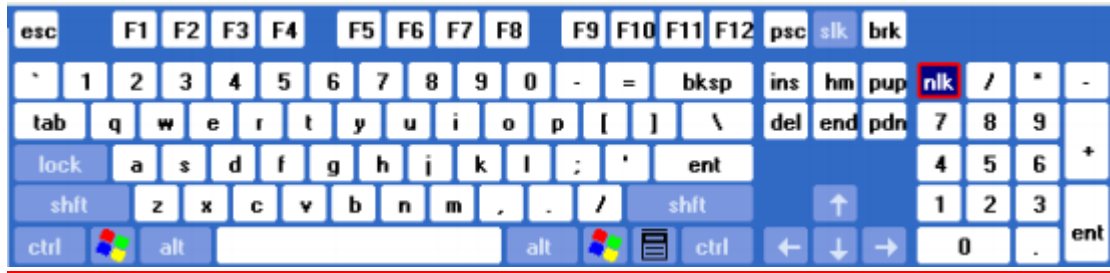 esc F1 F2 F3 F4 F5 F6 F7 F8 F9 F10 F11 F12 psc slk brk
` 1 2 3 4 5 6 7 8 9 0 - = bksp ins hm pup nlk / * -
tab q w e r t y u i o p [ ] \ del end pdn 7 8 9 +
lock a s d f g h j k l ; ' ent 4 5 6
shft z x c v b n m , . / shft ↑ 1 2 3 ent
ctrl alt alt ctrl ← ↓ → 0 .